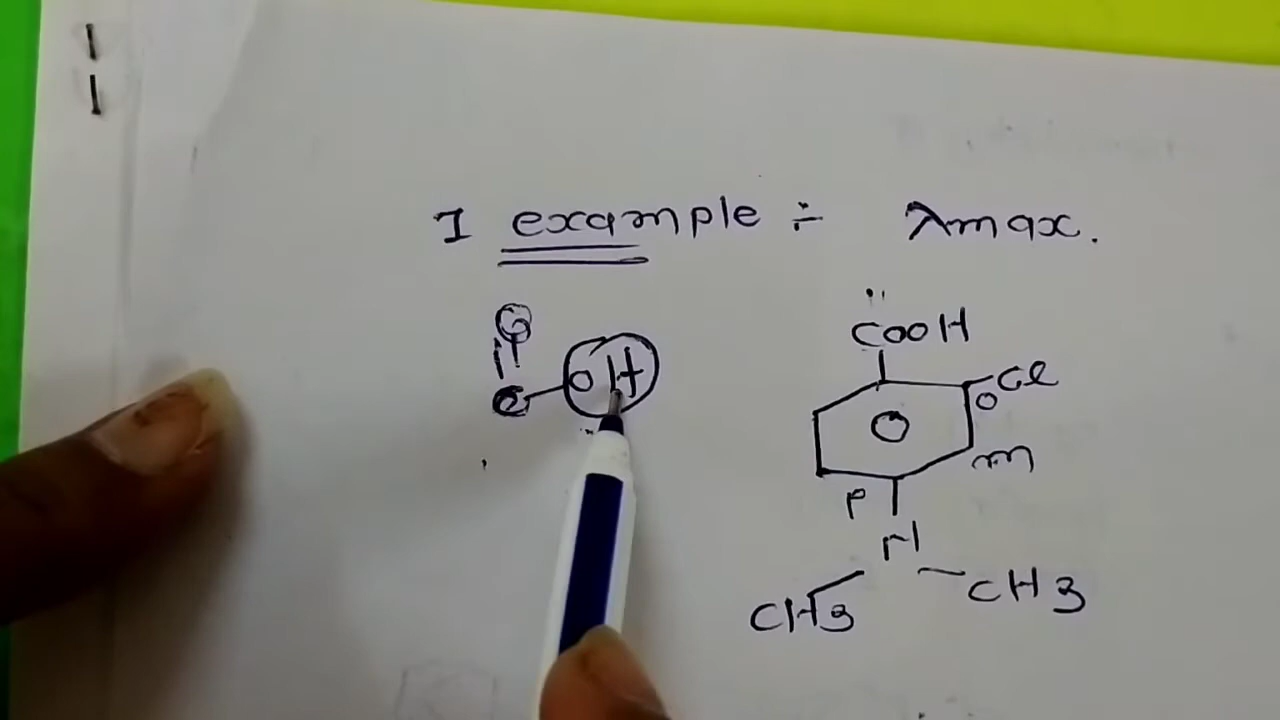 I example ÷ λmax.
O
C OH
COOH
Cl
O
m
P
N
CH3 CH3